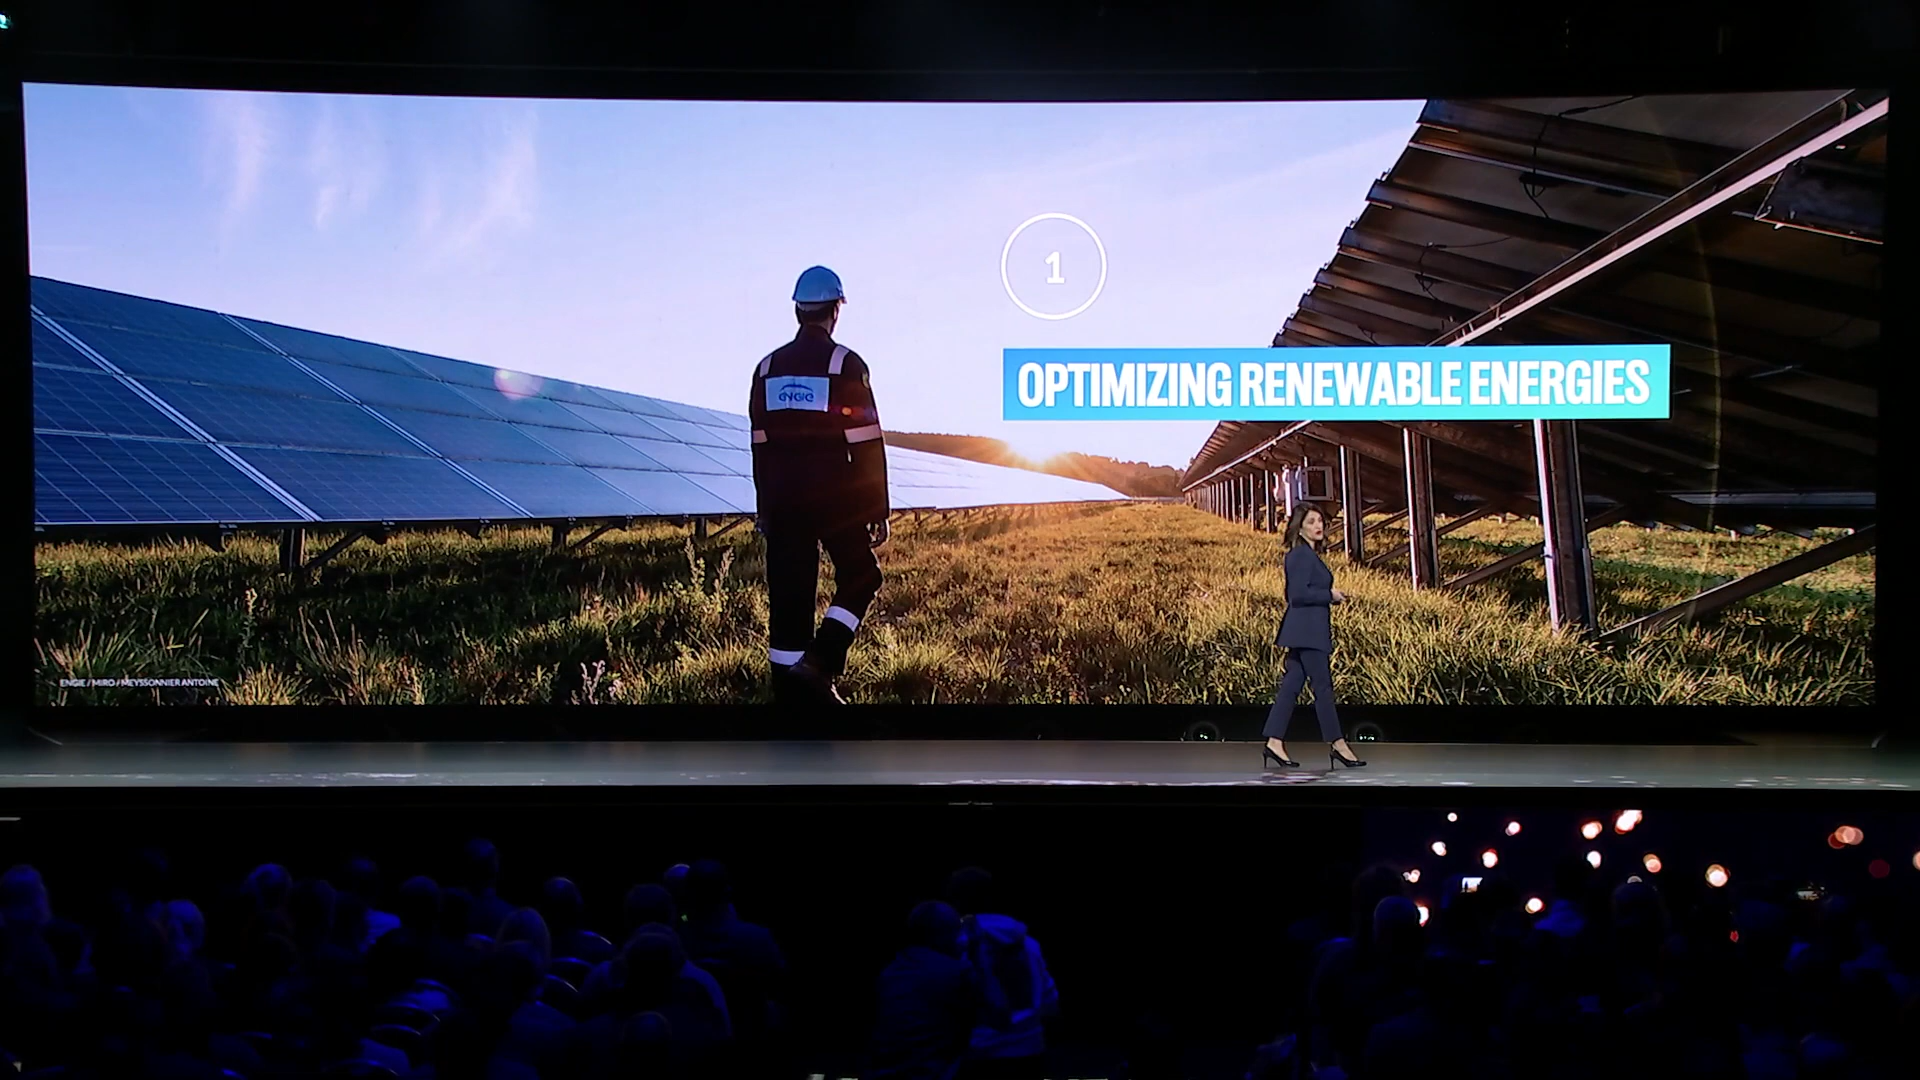 1
OPTIMIZING RENEWABLE ENERGIES
ENGIE
ENGIE / MIRO / MEYSSONNIER ANTOINE